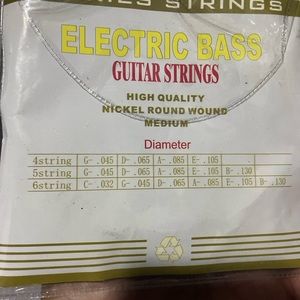 STRINGS
ELECTRIC BASS
GUITAR STRINGS
HIGH QUALITY
NICKEL ROUND WOUND
MEDIUM
Diameter
4string G- .045 D- .065 A- .085 E- .105 .
5string G- .045 D- .065 A- .085 E- .105 B- .130
6string C- .032 G- .045 D- .065 A- .085 E- .105 B- .130